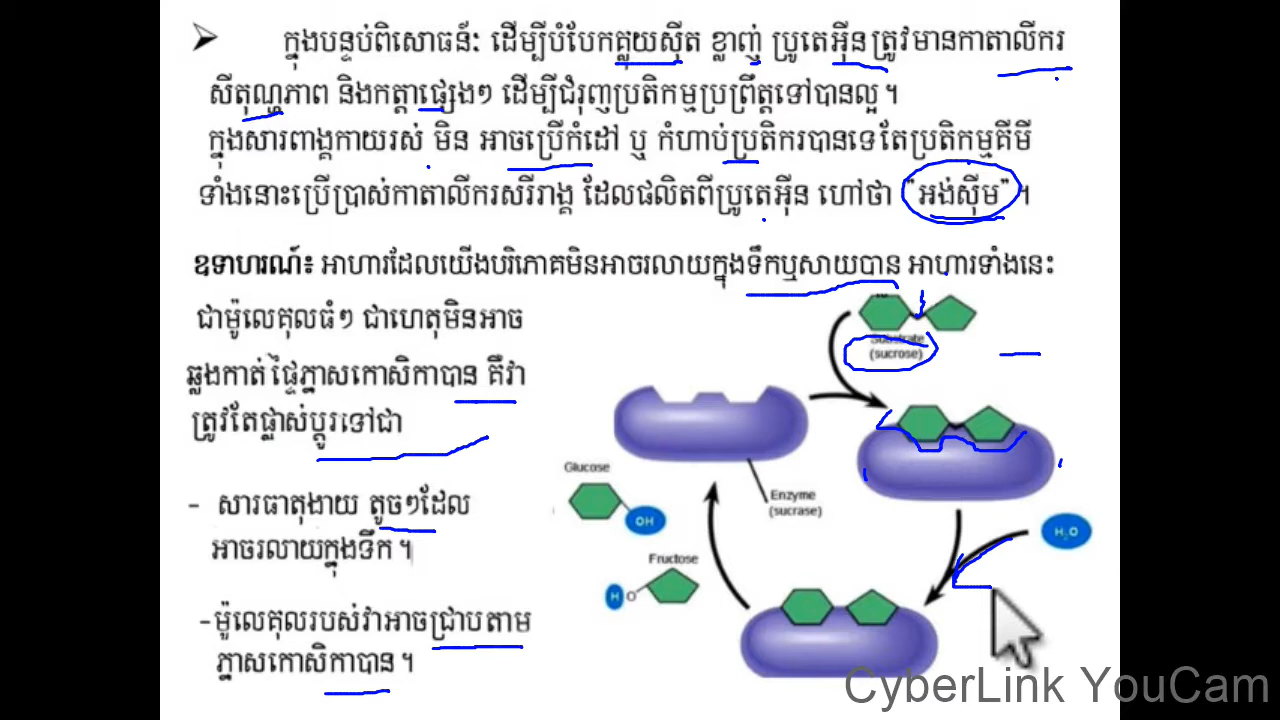 ក្នុងបន្ទប់ពិសោធន៍ៈ ដើម្បីបំបែកគ្លុយស៊ីត ខ្លាញ់ ប្រូតេអ៊ីន ត្រូវមានកាតាលីករ
សីតុណ្ហភាព និងកត្តាផ្សេងៗ ដើម្បីជំរុញប្រតិកម្មប្រព្រឹត្តទៅបានល្អ ។
ក្នុងសារពាង្គកាយរស់ មិន អាចប្រើកំដៅ ឬ កំហាប់ប្រតិករបានទេតែប្រតិកម្មគីមី
ទាំងនោះប្រើប្រាស់កាតាលីករសរីរាង្គ ដែលផលិតពីប្រូតេអ៊ីន ហៅថា "អង់ស៊ីម" ។
ឧទាហរណ៍៖ អាហារដែលយើងបរិភោគមិនអាចរលាយក្នុងទឹកឬសាយបាន អាហារទាំងនេះ
ជាម៉ូលេគុលធំៗ ជាហេតុមិនអាច
ឆ្លងកាត់ ផ្ទៃភ្នាសកោសិកាបាន គឺវា
ត្រូវតែផ្លាស់ប្តូរទៅជា
- សារធាតុងាយ តូចៗដែល
អាចរលាយក្នុងទឹក ។
-ម៉ូលេគុលរបស់វាអាចជ្រាបតាម
ភ្នាសកោសិកាបាន ។
Substrate
(sucrose)
Glucose
OH
Enzyme
(sucrase)
H₂O
Fructose
H O
CyberLink YouCam